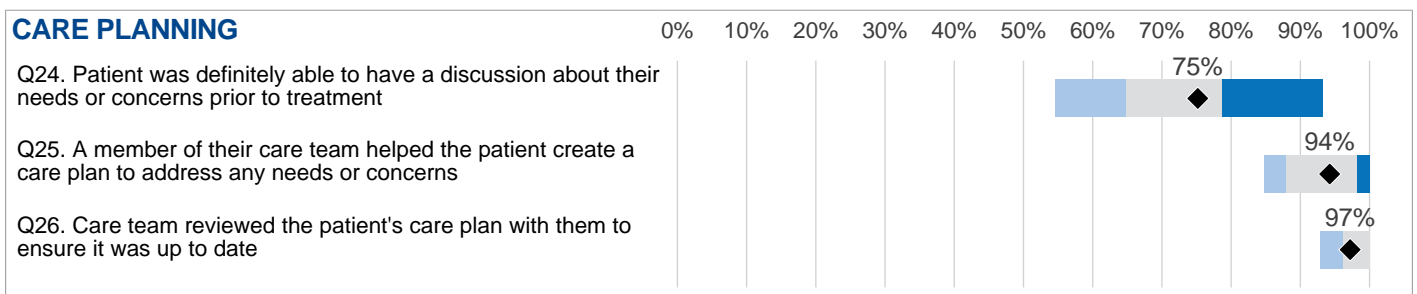 CARE PLANNING
0% 10% 20% 30% 40% 50% 60% 70% 80% 90% 100%
Q24. Patient was definitely able to have a discussion about their
needs or concerns prior to treatment
75%
Q25. A member of their care team helped the patient create a
care plan to address any needs or concerns
94%
Q26. Care team reviewed the patient's care plan with them to
ensure it was up to date
97%